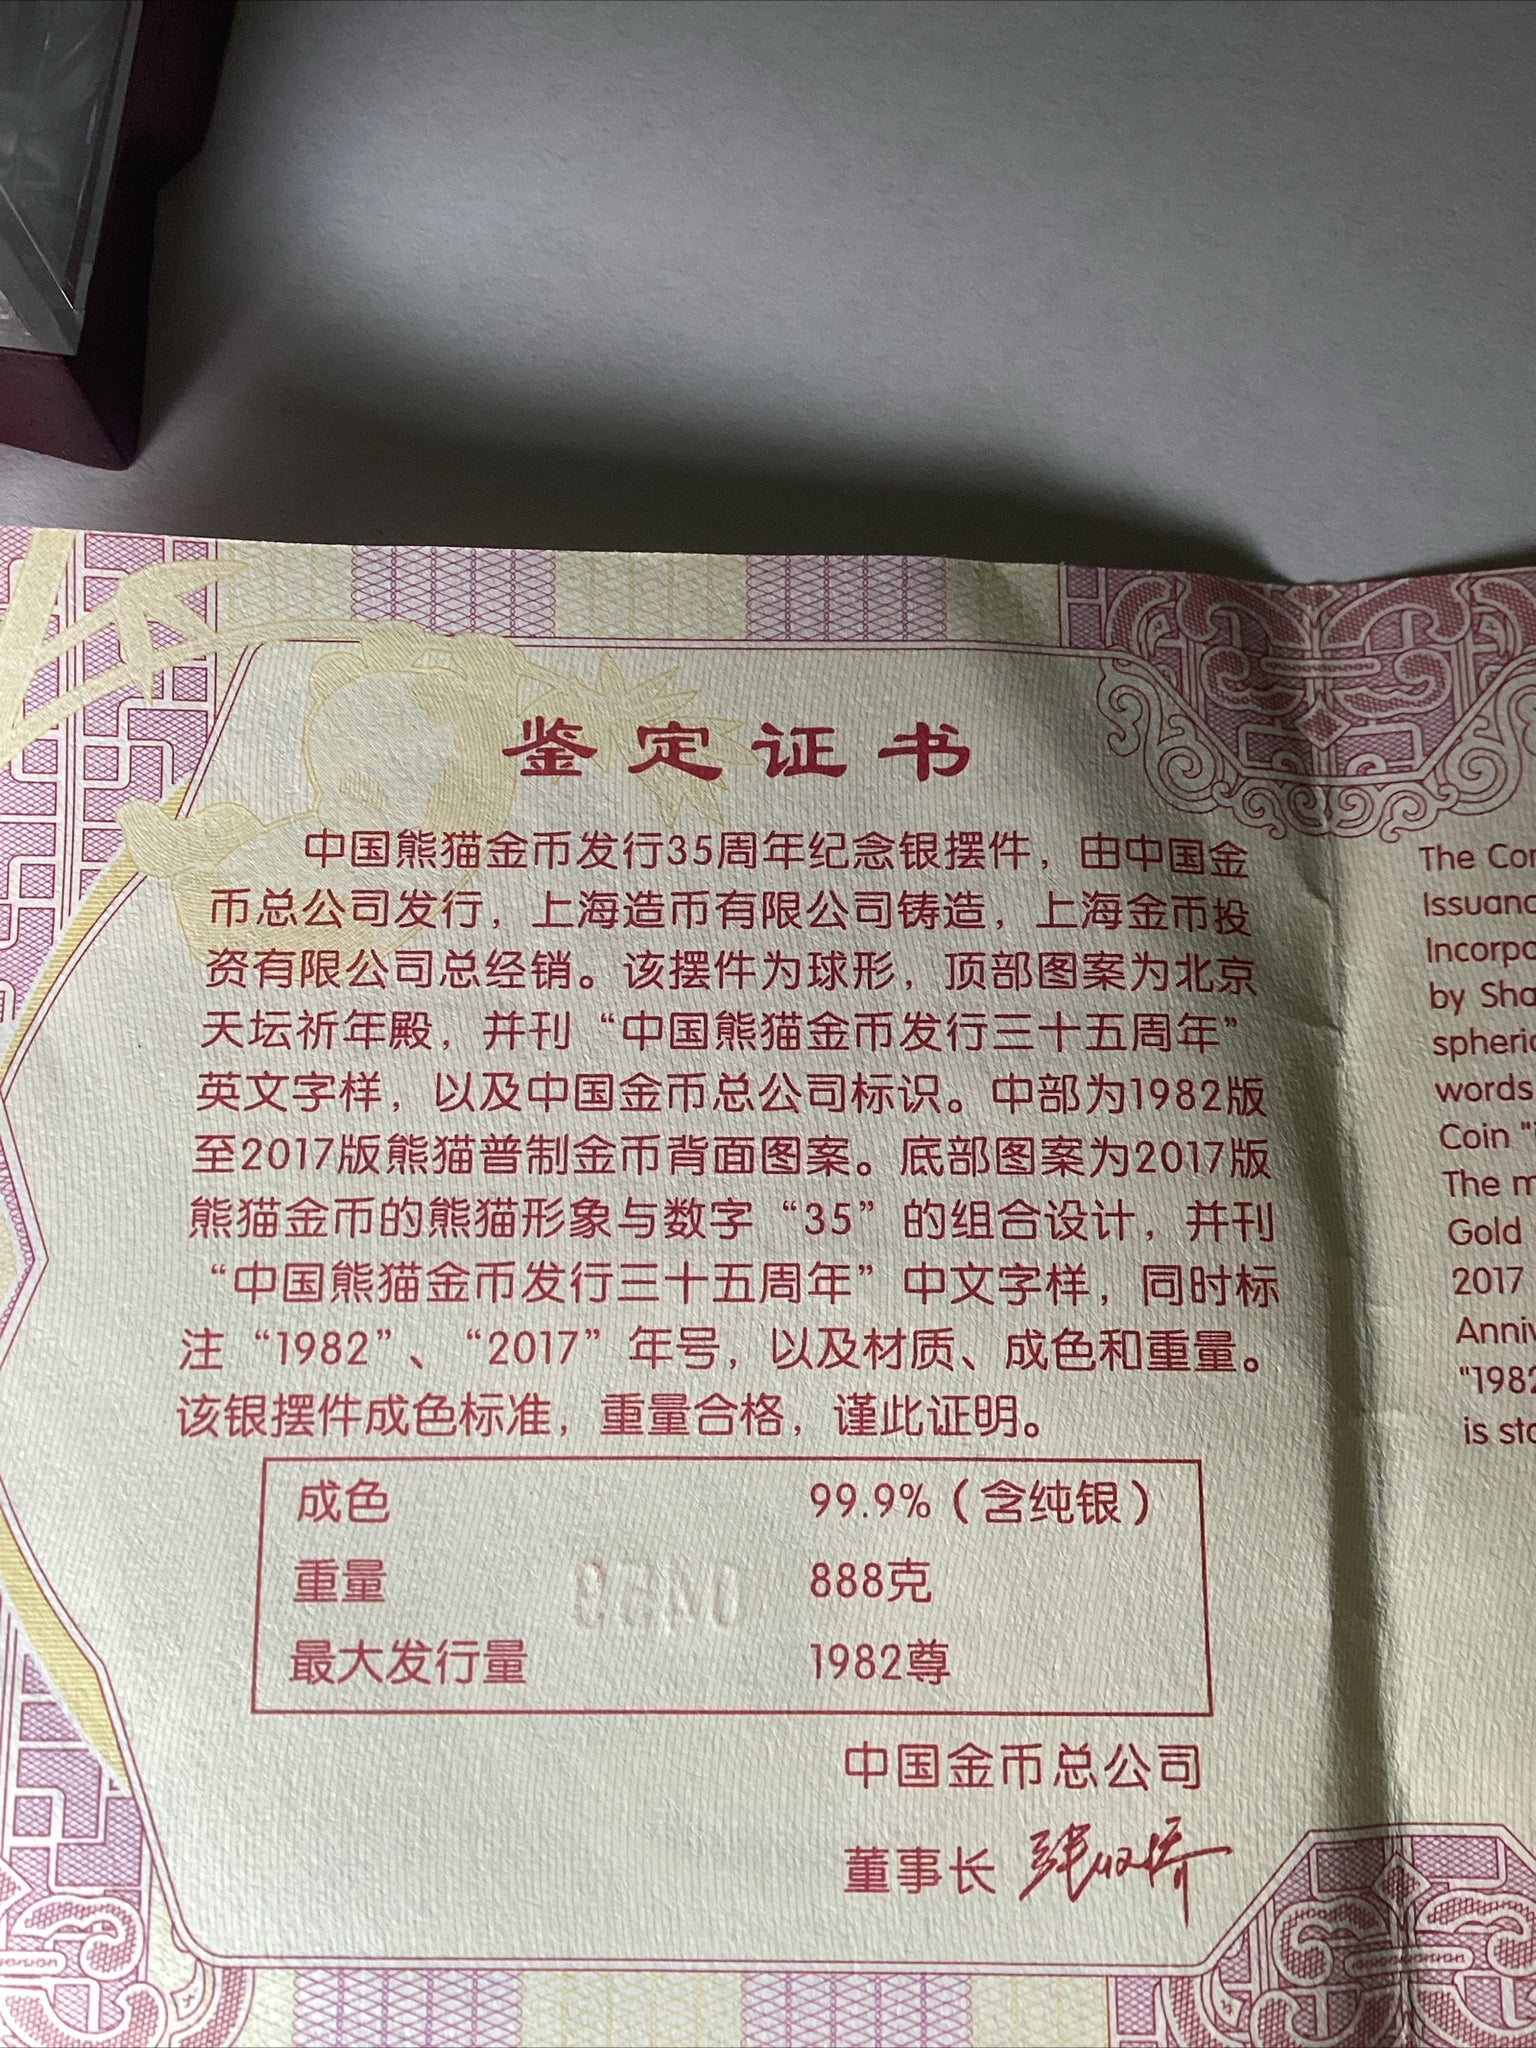 鉴定证书
中国熊猫金币发行35周年纪念银摆件，由中国金
币总公司发行，上海造币有限公司铸造，上海金币投
资有限公司总经销。该摆件为球形，顶部图案为北京
天坛祈年殿，并刊“中国熊猫金币发行三十五周年”
英文字样，以及中国金币总公司标识。中部为1982版
至2017版熊猫普制金币背面图案。底部图案为2017版
熊猫金币的熊猫形象与数字“35”的组合设计，并刊
“中国熊猫金币发行三十五周年”中文字样，同时标
注“1982”、“2017”年号，以及材质、成色和重量。
该银摆件成色标准，重量合格，谨此证明。
成色 99.9%（含纯银）
重量 888克
最大发行量 1982尊
中国金币总公司
董事长
The
Issuanc
Incorpo
by Sha
spheric
words
Coin "
The m
Gold
2017
Anniv
"1982
is sta